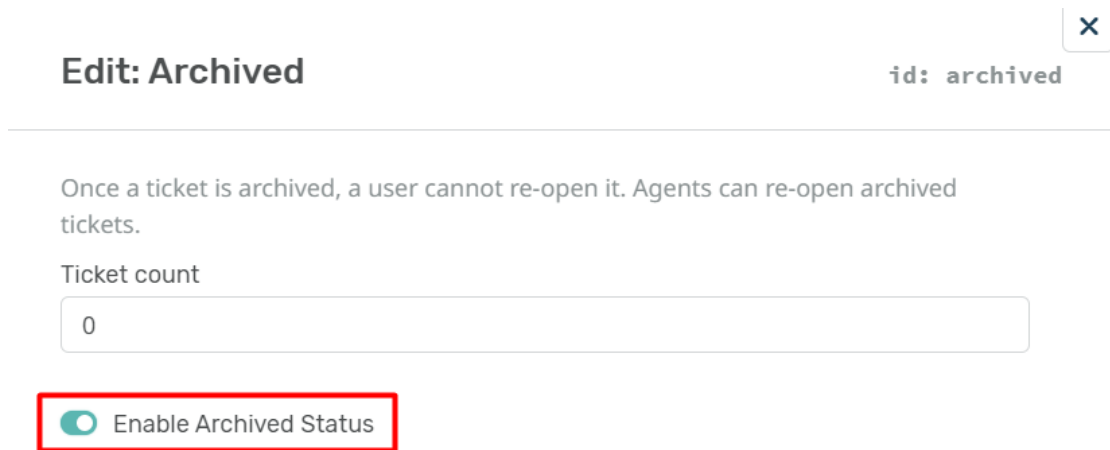 Edit: Archived
id: archived
Once a ticket is archived, a user cannot re-open it. Agents can re-open archived
tickets.
Ticket count
0
Enable Archived Status